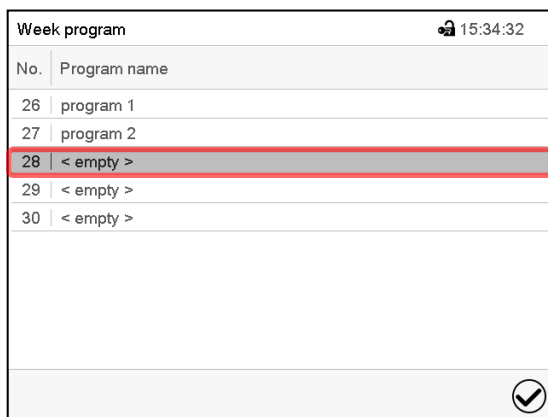 Week program 15:34:32
No. Program name
26 program 1
27 program 2
28 < empty >
29 < empty >
30 < empty >